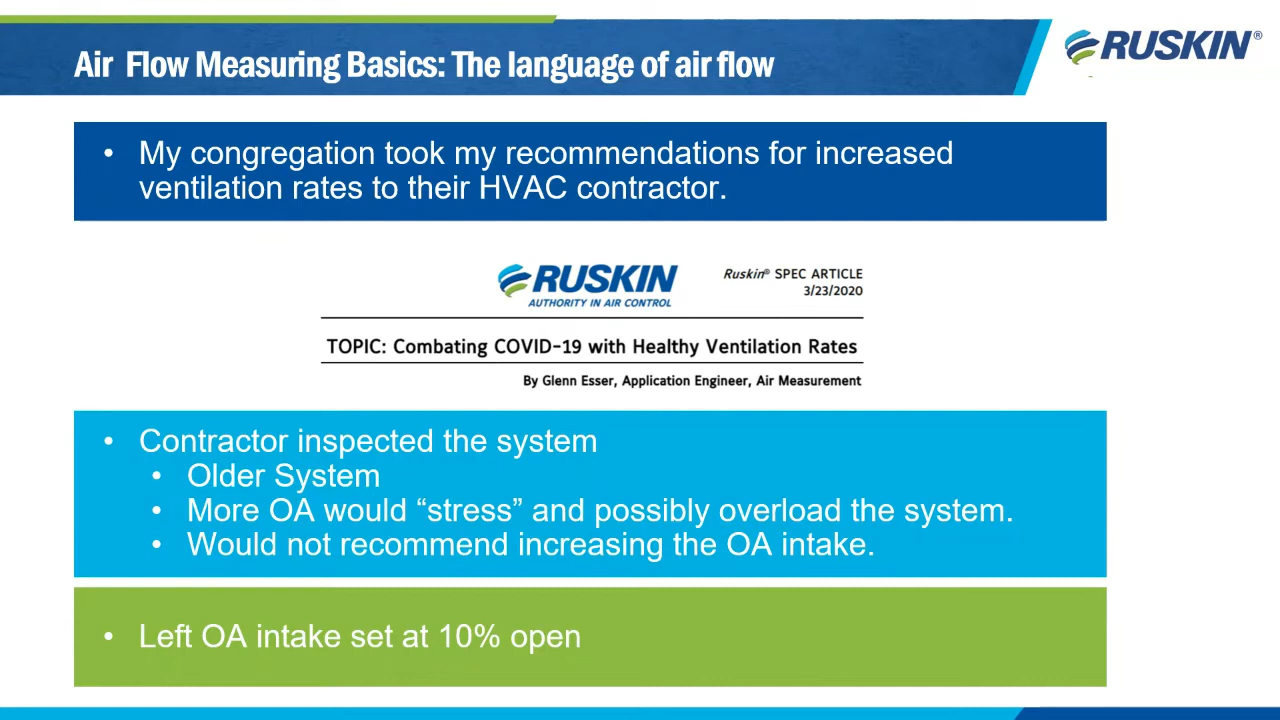 Air Flow Measuring Basics: The language of air flow
RUSKIN®
• My congregation took my recommendations for increased
ventilation rates to their HVAC contractor.
RUSKIN
AUTHORITY IN AIR CONTROL
Ruskin® SPEC ARTICLE
3/23/2020
TOPIC: Combating COVID-19 with Healthy Ventilation Rates
By Glenn Esser, Application Engineer, Air Measurement
• Contractor inspected the system
• Older System
• More OA would “stress” and possibly overload the system.
• Would not recommend increasing the OA intake.
• Left OA intake set at 10% open